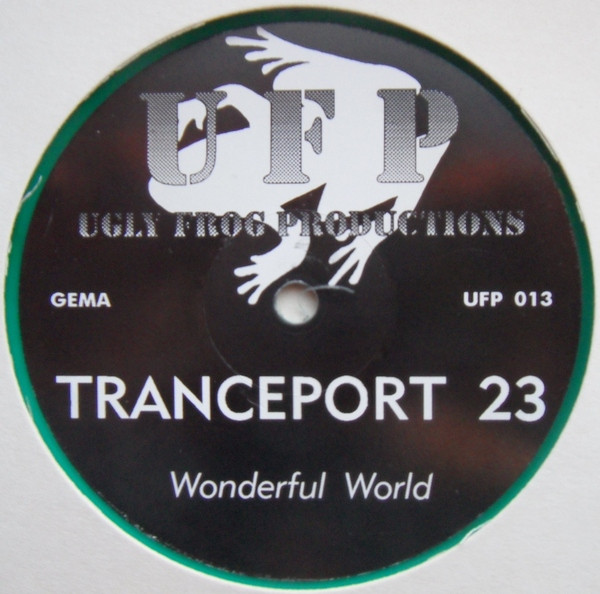 UFP
UGLY FROG PRODUCTIONS
GEMA UFP 013
TRANCEPORT 23
Wonderful World